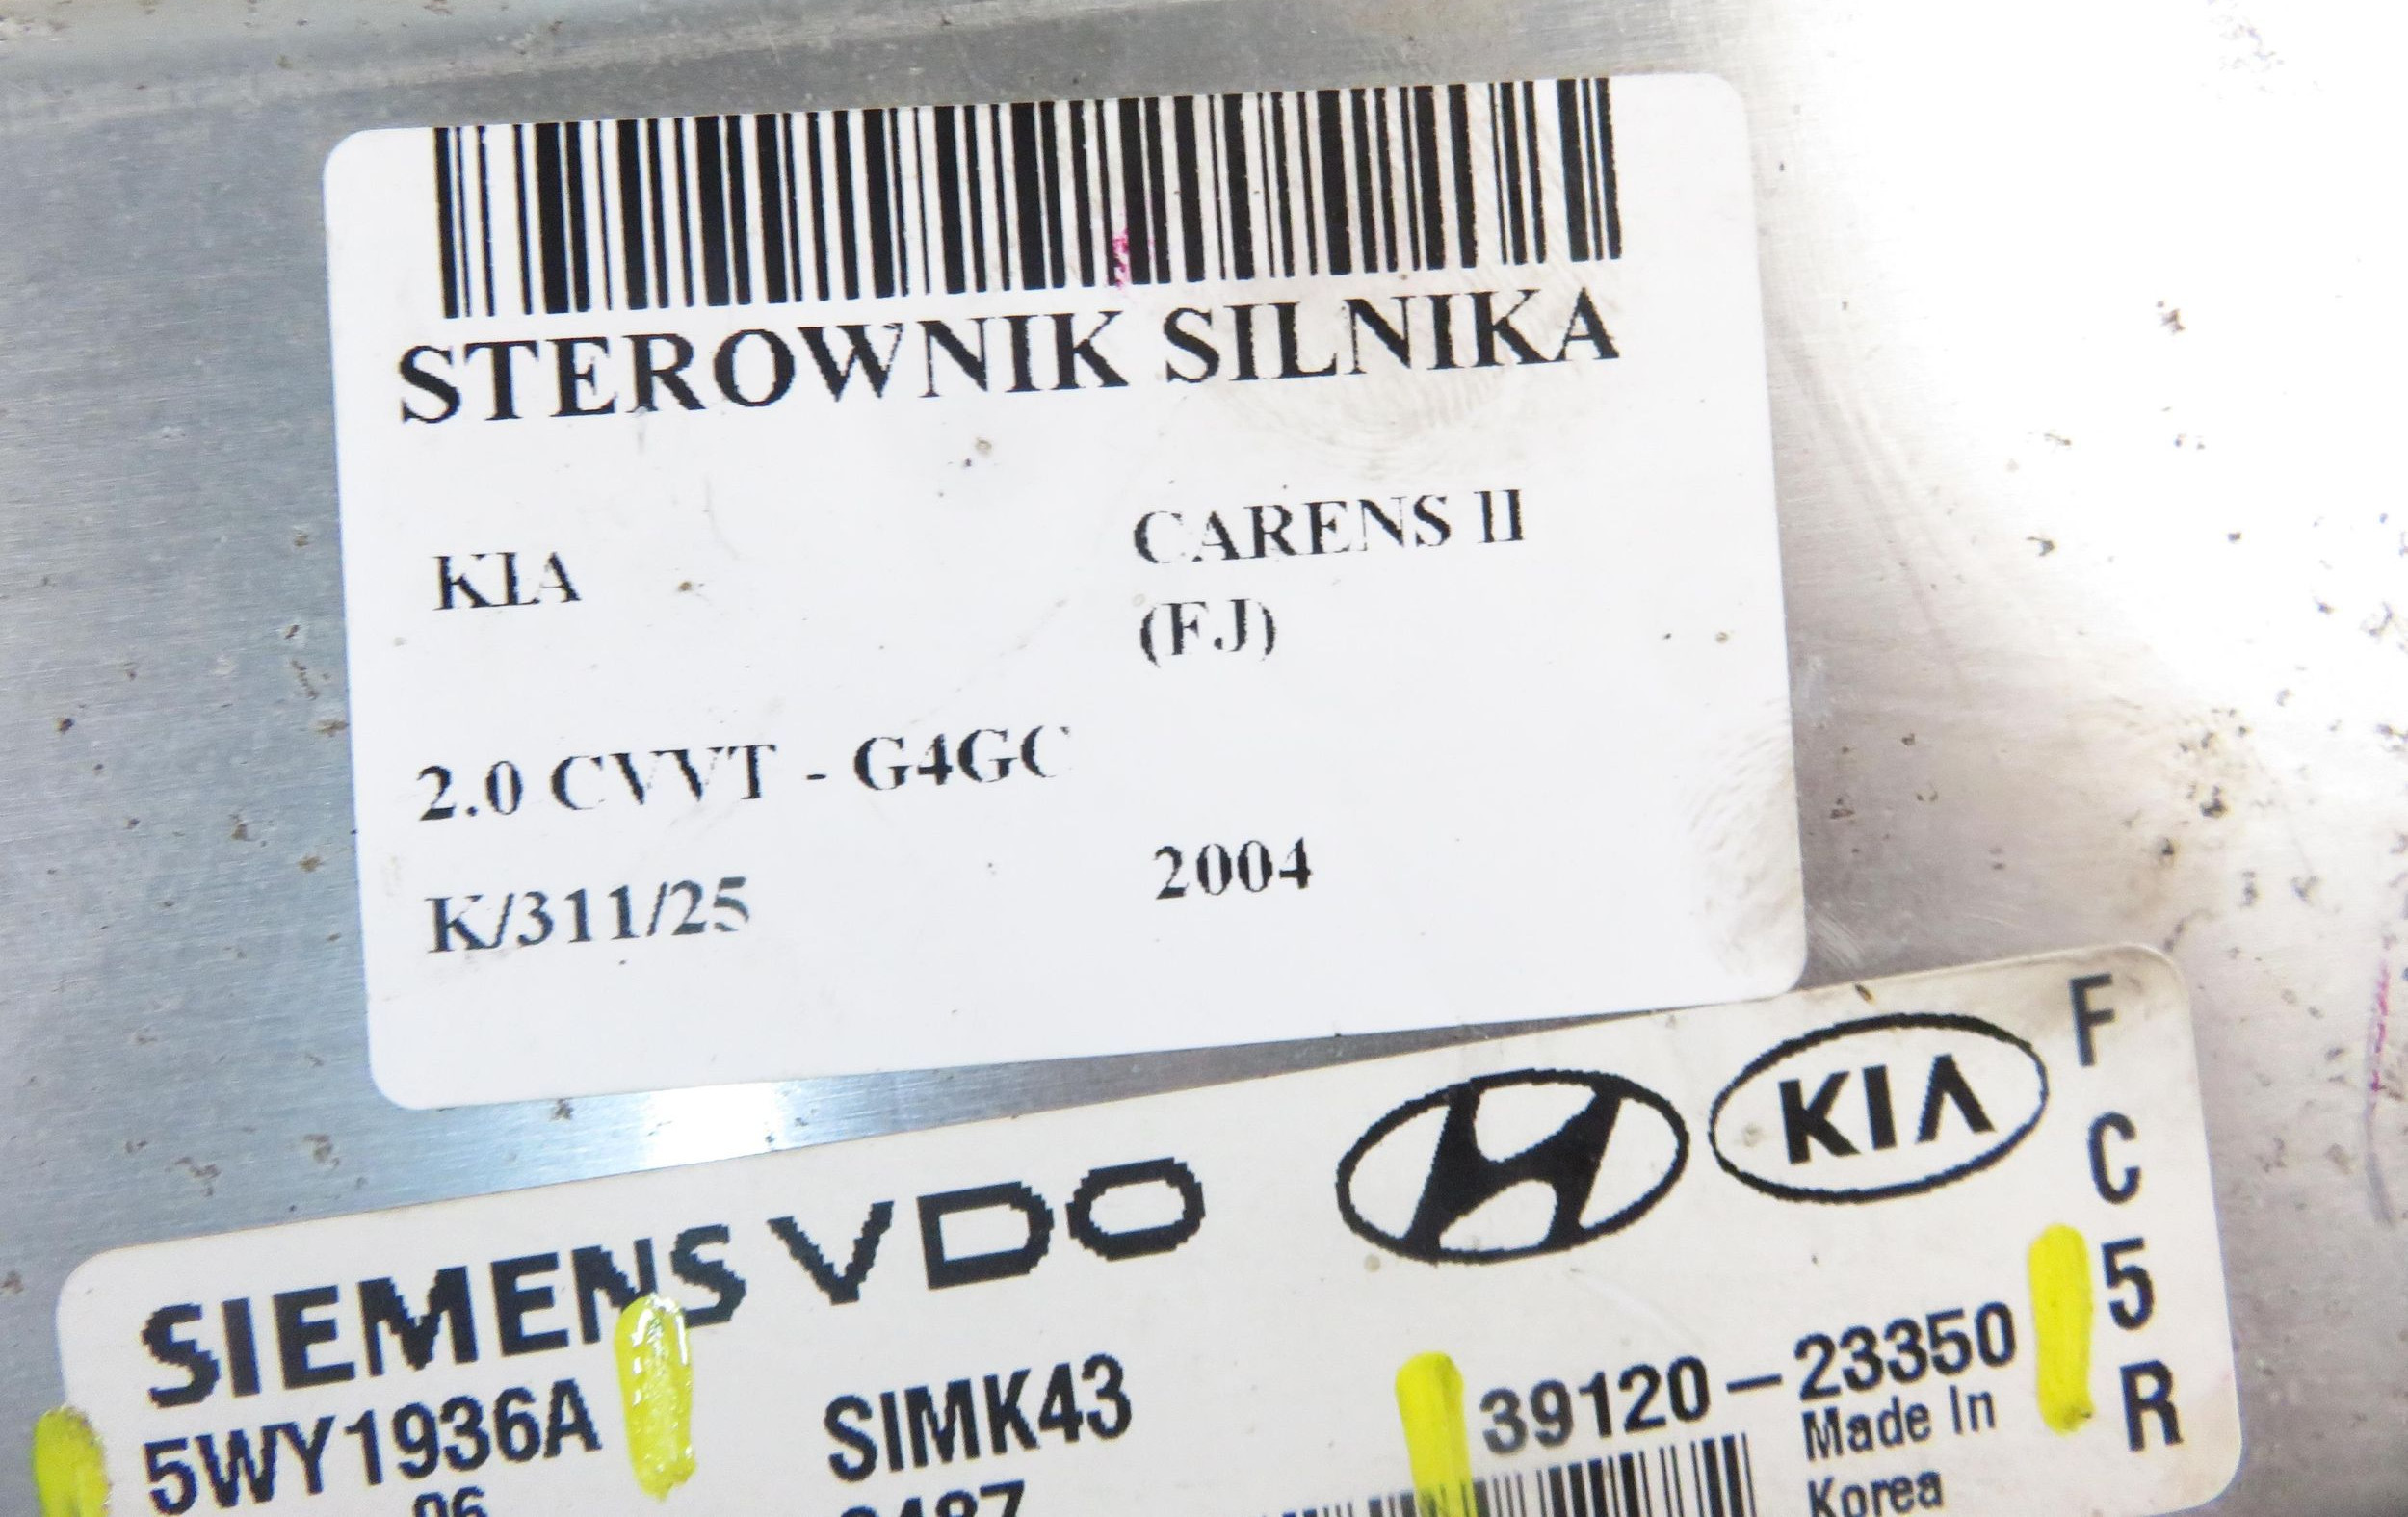 STEROWNIK SILNIKA
KIA
CARENS II
(FJ)
2.0 CVVT - G4GC
K/311/25
2004
SIEMENS VDO
KIA
F
C
5
R
5WY1936A
SIMK43
39120-23350
Made In
Korea